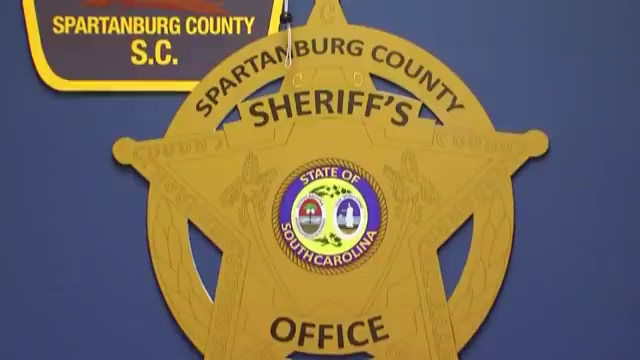 SPARTANBURG COUNTY
S.C.
SPARTANBURG COUNTY
SHERIFF'S
STATE OF
SOUTH CAROLINA
OFFICE